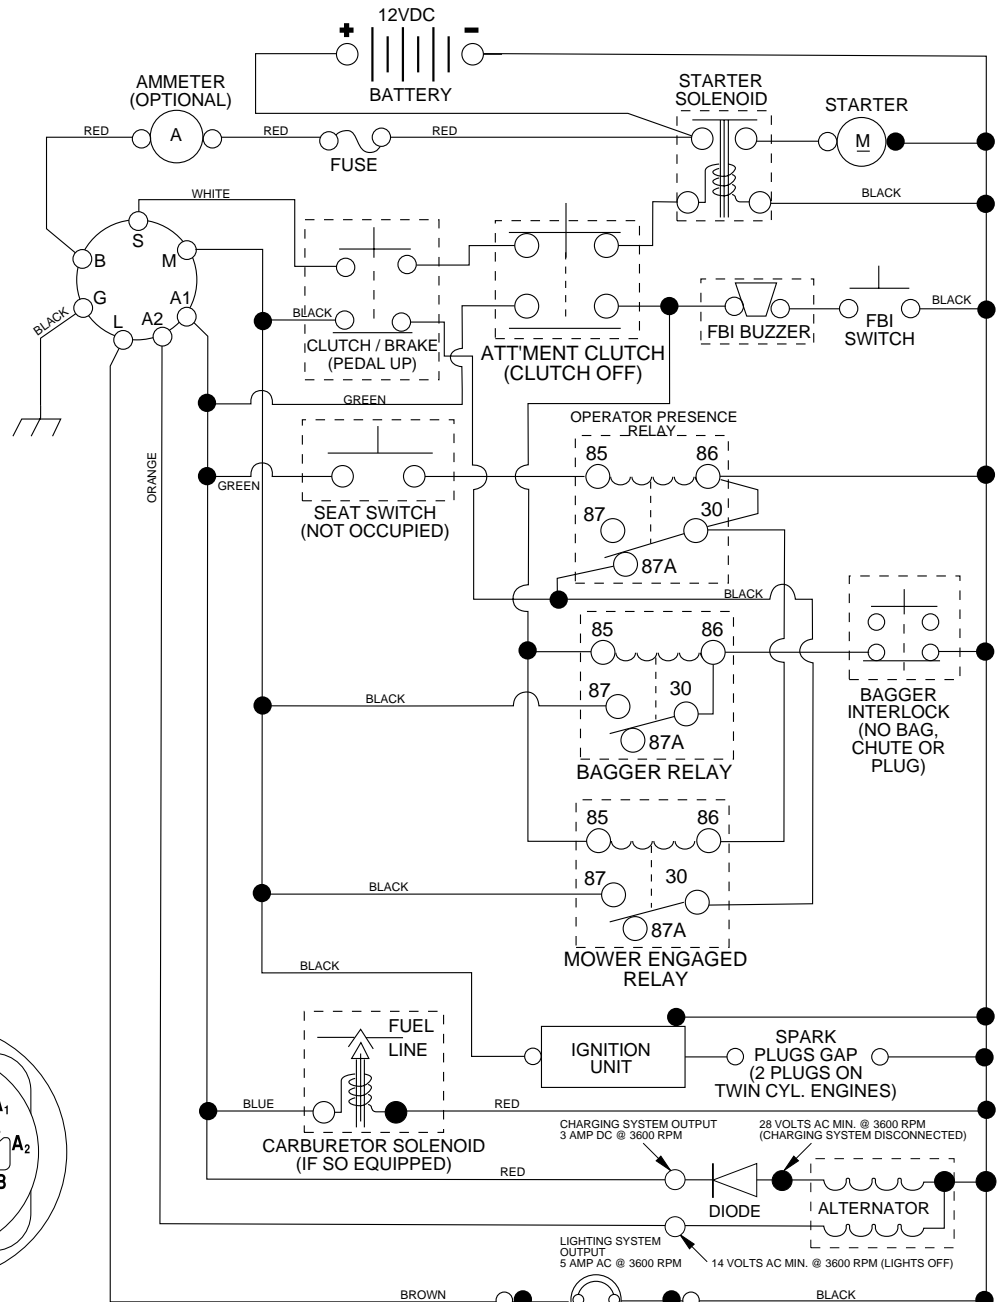 12VDC
+
-
BATTERY
AMMETER
(OPTIONAL)
STARTER
SOLENOID
STARTER
RED
A
RED
FUSE
RED
M
WHITE
BLACK
S
B
M
G
A1
L
A2
BLACK
BLACK
CLUTCH / BRAKE
(PEDAL UP)
ATT'MENT CLUTCH
(CLUTCH OFF)
FBI BUZZER
FBI
SWITCH
BLACK
GREEN
OPERATOR PRESENCE
RELAY
ORANGE
GREEN
SEAT SWITCH
(NOT OCCUPIED)
85
86
87
30
87A
BLACK
85
86
87
30
87A
BAGGER RELAY
BLACK
BAGGER
INTERLOCK
(NO BAG,
CHUTE OR
PLUG)
85
86
87
30
87A
MOWER ENGAGED
RELAY
BLACK
BLACK
FUEL
LINE
IGNITION
UNIT
SPARK
PLUGS GAP
(2 PLUGS ON
TWIN CYL. ENGINES)
BLUE
RED
CARBURETOR SOLENOID
(IF SO EQUIPPED)
CHARGING SYSTEM OUTPUT
3 AMP DC @ 3600 RPM
28 VOLTS AC MIN. @ 3600 RPM
(CHARGING SYSTEM DISCONNECTED)
RED
DIODE
ALTERNATOR
LIGHTING SYSTEM
OUTPUT
5 AMP AC @ 3600 RPM
14 VOLTS AC MIN. @ 3600 RPM (LIGHTS OFF)
BROWN
BLACK
A2